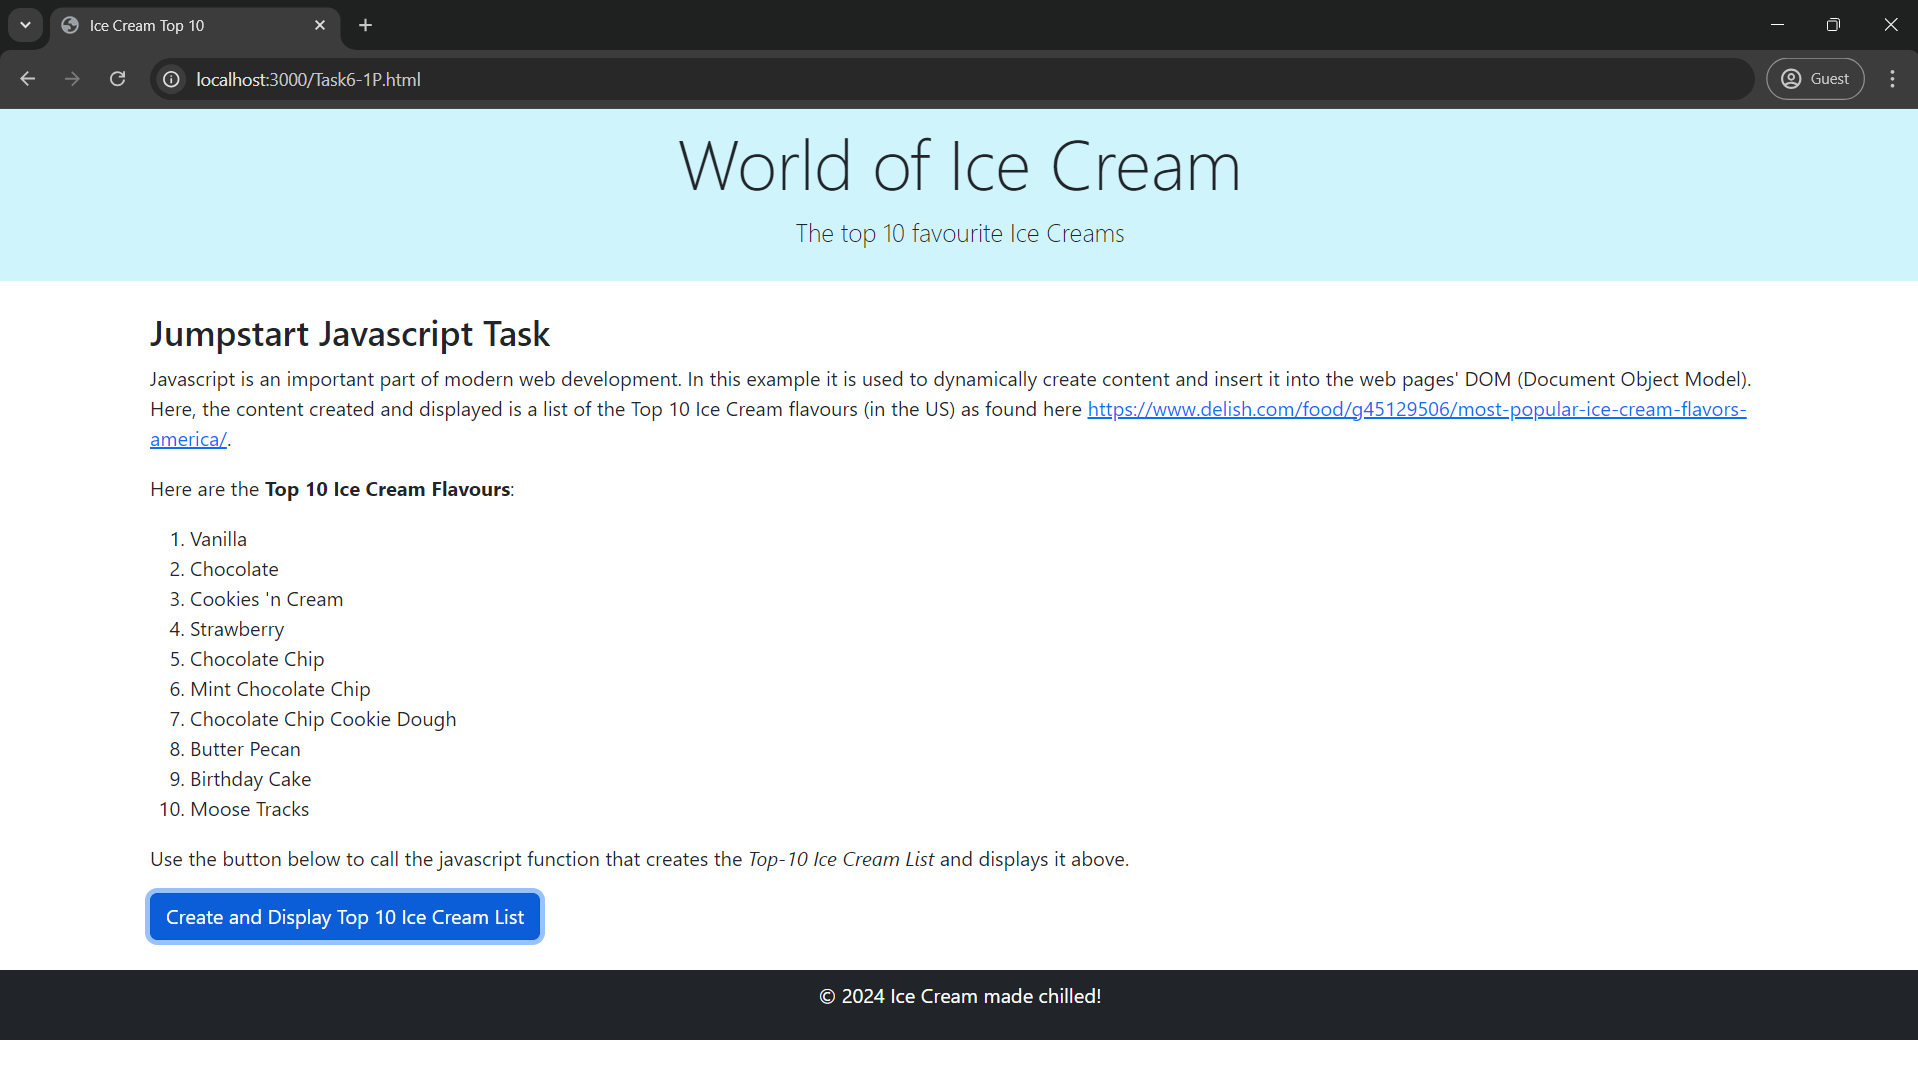 Ice Cream Top 10
localhost:3000/Task6-1P.html
Guest
World of Ice Cream
The top 10 favourite Ice Creams
Jumpstart Javascript Task
Javascript is an important part of modern web development. In this example it is used to dynamically create content and insert it into the web pages' DOM (Document Object Model).
Here, the content created and displayed is a list of the Top 10 Ice Cream flavours (in the US) as found here https://www.delish.com/food/g45129506/most-popular-ice-cream-flavors-
america/.
Here are the Top 10 Ice Cream Flavours:
1. Vanilla
2. Chocolate
3. Cookies 'n Cream
4. Strawberry
5. Chocolate Chip
6. Mint Chocolate Chip
7. Chocolate Chip Cookie Dough
8. Butter Pecan
9. Birthday Cake
10. Moose Tracks
Use the button below to call the javascript function that creates the Top-10 Ice Cream List and displays it above.
Create and Display Top 10 Ice Cream List
© 2024 Ice Cream made chilled!